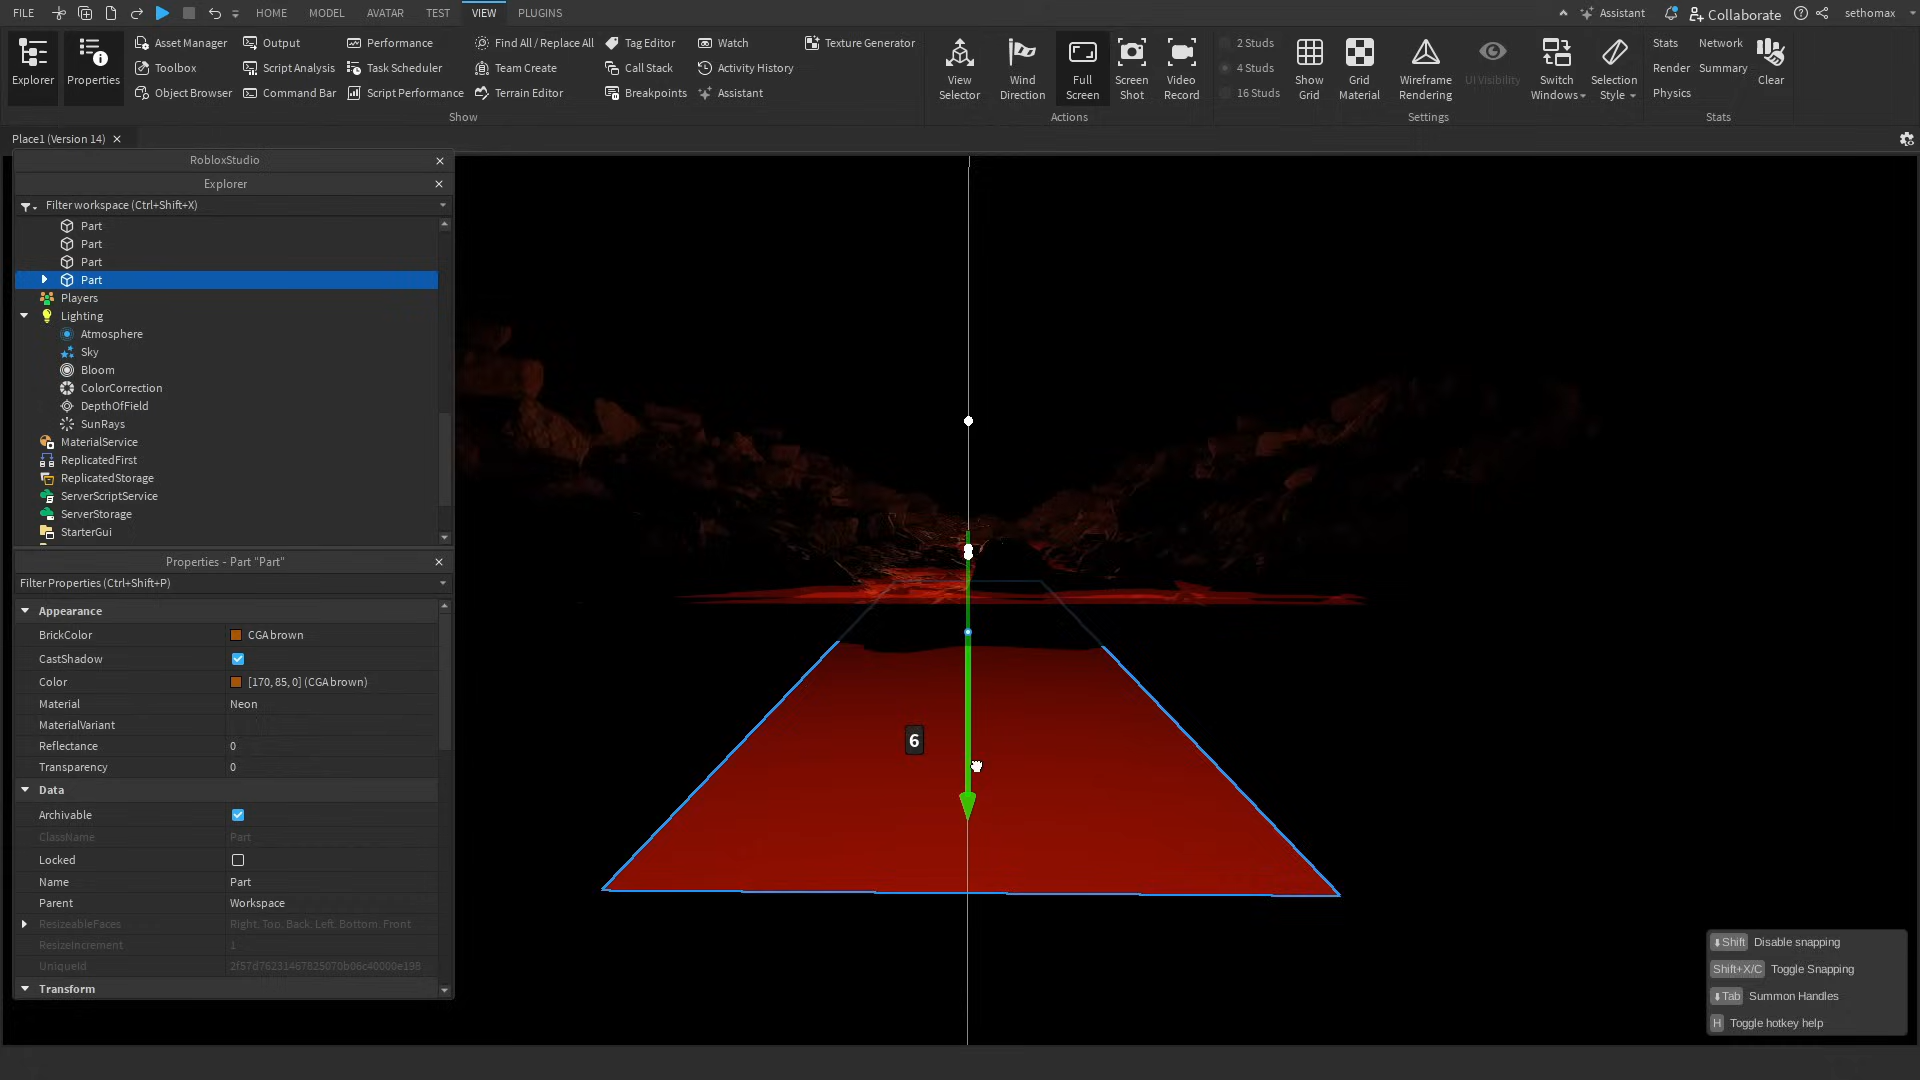 FILE HOME MODEL AVATAR TEST VIEW PLUGINS Assistant Collaborate sethomax
Explorer
Properties
Asset Manager Output Performance Find All / Replace All Tag Editor Watch Texture Generator
Toolbox Script Analysis Task Scheduler Team Create Call Stack Activity History
Object Browser Command Bar Script Performance Terrain Editor Breakpoints Assistant
Show
View Selector
Wind Direction
Full Screen
Screen Shot
Video Record
Actions
2 Studs
4 Studs
16 Studs
Show Grid
Grid Material
Wireframe Rendering
UI Visibility
Switch Windows
Selection Style
Settings
Stats Network
Render Summary
Physics
Clear
Stats
Place1 (Version 14)
RobloxStudio
Explorer
Filter workspace (Ctrl+Shift+X)
Part
Part
Part
Part
Players
Lighting
Atmosphere
Sky
Bloom
ColorCorrection
DepthOfField
SunRays
MaterialService
ReplicatedFirst
ReplicatedStorage
ServerScriptService
ServerStorage
StarterGui
Properties - Part "Part"
Filter Properties (Ctrl+Shift+P)
Appearance
BrickColor CGA brown
CastShadow
Color [170, 85, 0] (CGA brown)
Material Neon
MaterialVariant
Reflectance 0
Transparency 0
Data
Archivable
ClassName Part
Locked
Name Part
Parent Workspace
ResizeableFaces Right, Top, Back, Left, Bottom, Front
ResizeIncrement 1
UniqueId
Transform
6
Shift Disable snapping
Shift+X/C Toggle Snapping
Tab Summon Handles
H Toggle hotkey help